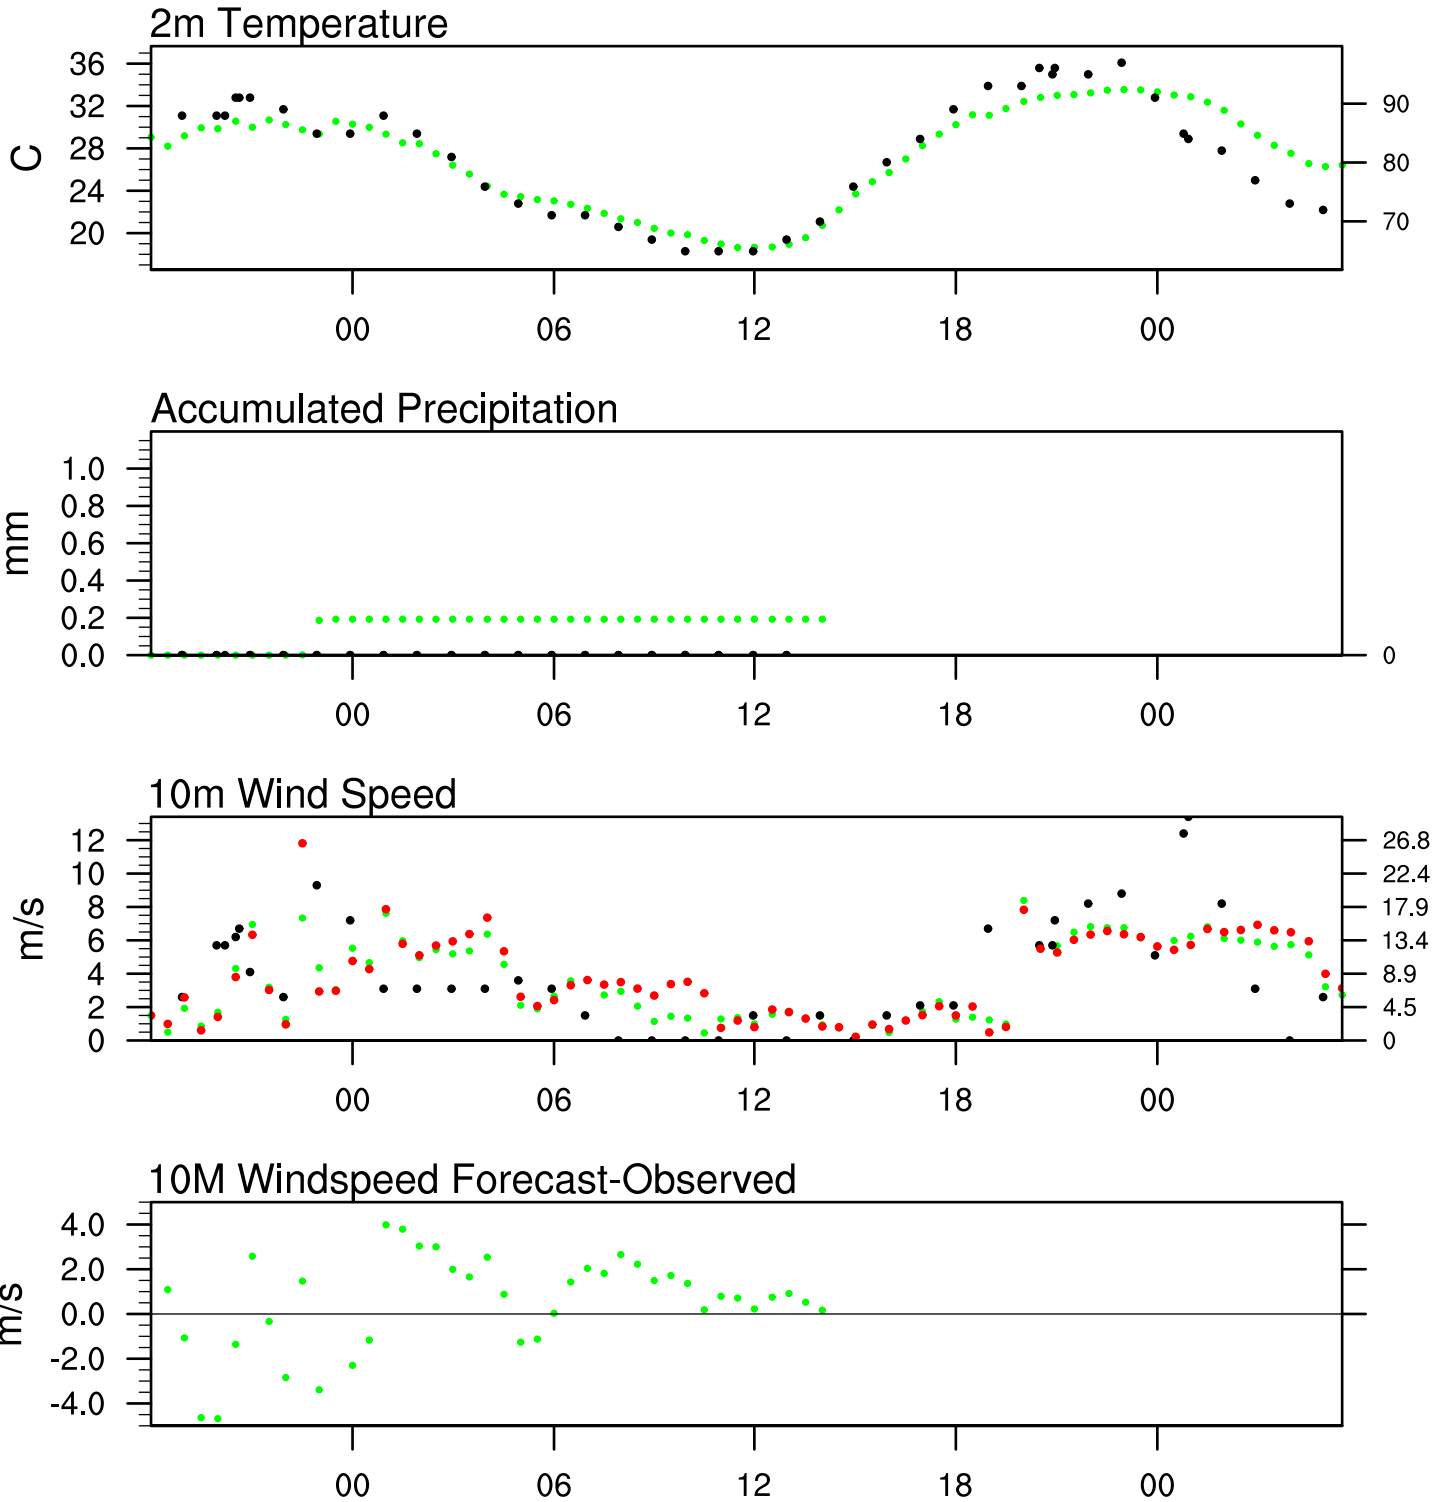 2m Temperature
C
36
32
28
24
20
90
80
70
00 06 12 18 00
Accumulated Precipitation
mm
1.0
0.8
0.6
0.4
0.2
0.0
0
00 06 12 18 00
10m Wind Speed
m/s
12
10
8
6
4
2
0
26.8
22.4
17.9
13.4
8.9
4.5
0
00 06 12 18 00
10M Windspeed Forecast-Observed
m/s
4.0
2.0
0.0
-2.0
-4.0
00 06 12 18 00